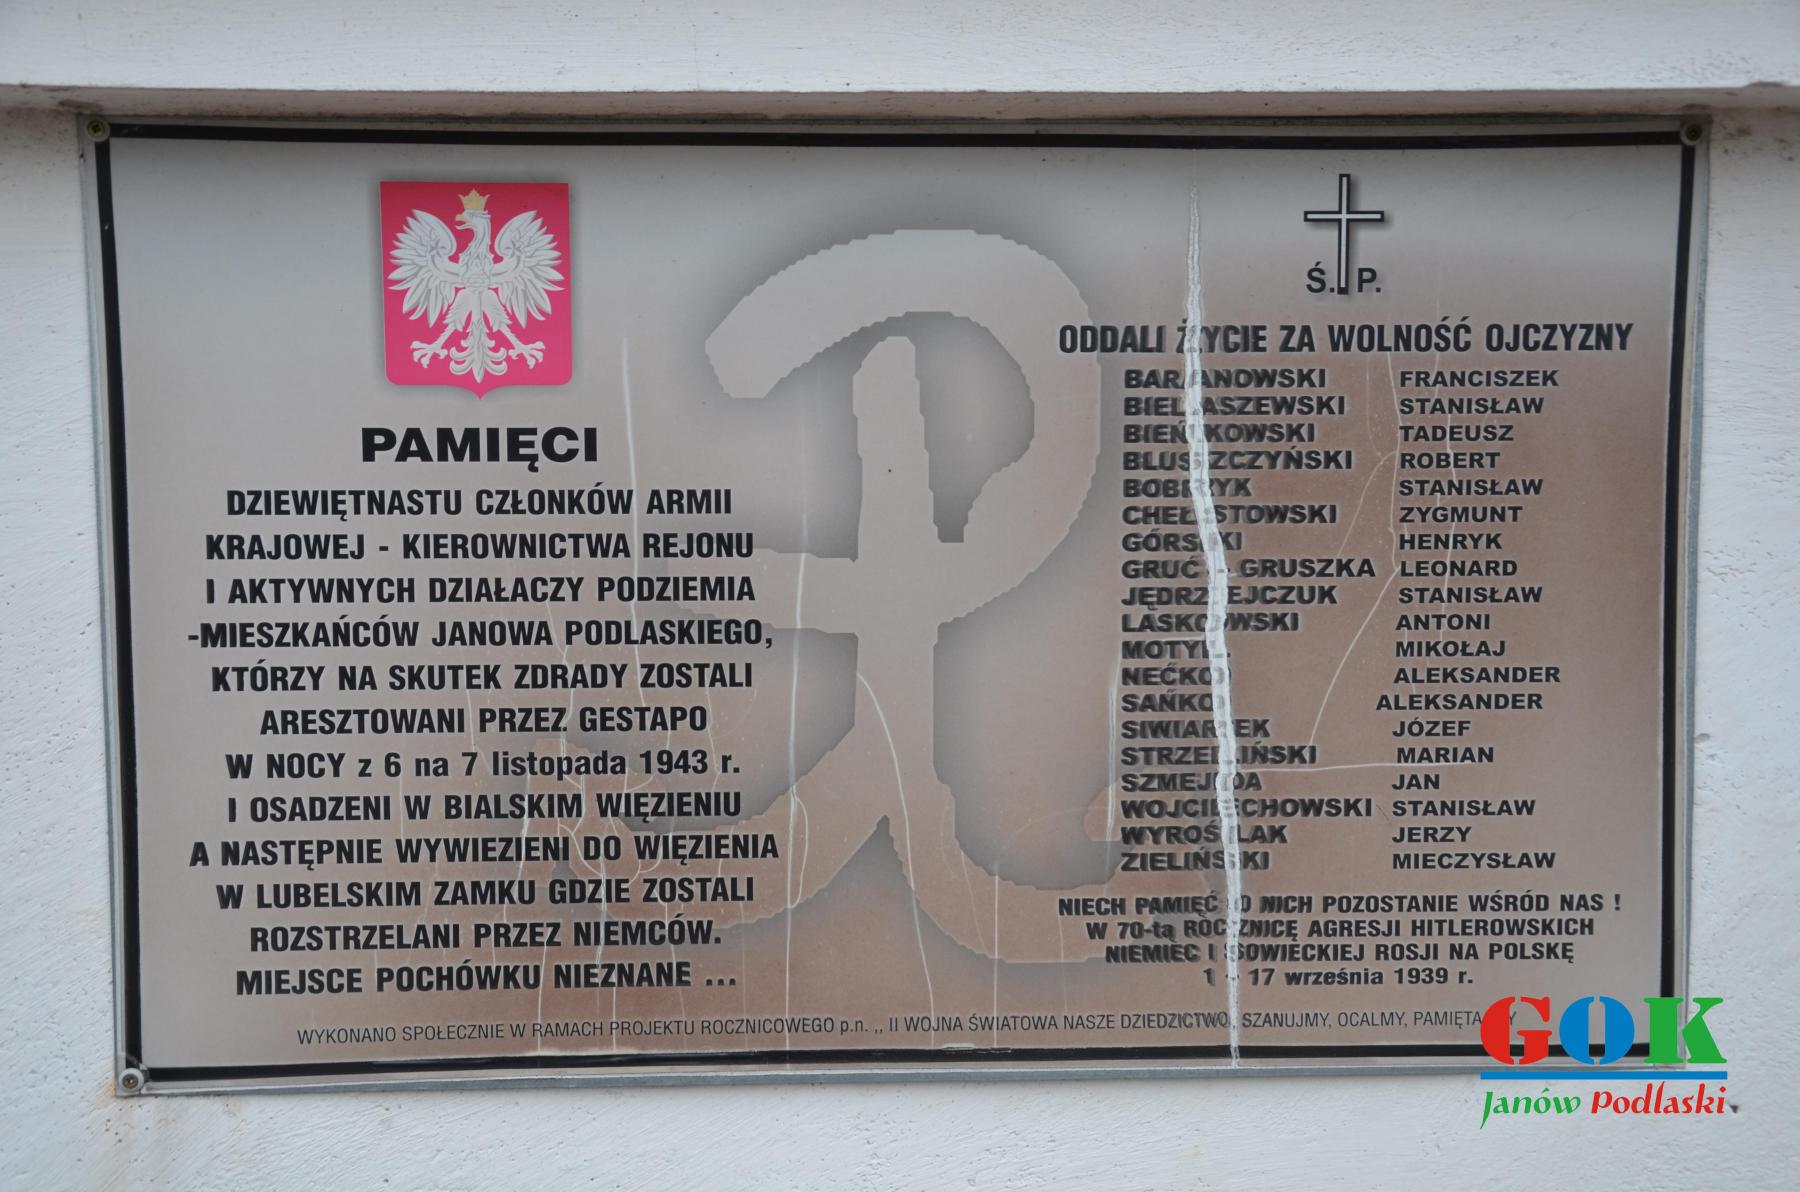 PAMIĘCI
DZIEWIĘTNASTU CZŁONKÓW ARMII
KRAJOWEJ - KIEROWNICTWA REJONU
I AKTYWNYCH DZIAŁACZY PODZIEMIA
-MIESZKAŃCÓW JANOWA PODLASKIEGO,
KTÓRZY NA SKUTEK ZDRADY ZOSTALI
ARESZTOWANI PRZEZ GESTAPO
W NOCY z 6 na 7 listopada 1943 r.
I OSADZENI W BIALSKIM WIĘZIENIU
A NASTĘPNIE WYWIEZIENI DO WIĘZIENIA
W LUBELSKIM ZAMKU GDZIE ZOSTALI
ROZSTRZELANI PRZEZ NIEMCÓW.
MIEJSCE POCHÓWKU NIEZNANE ...
Ś. P.
ODDALI ŻYCIE ZA WOLNOŚĆ OJCZYZNY
BARANOWSKI FRANCISZEK
STANISŁAW
BIEŃKOWSKI TADEUSZ
BLUSZCZYŃSKI ROBERT
BOBRYK STANISŁAW
CHEŁSTOWSKI ZYGMUNT
GÓRSKI HENRYK
GRUĆ - GRUSZKA LEONARD
JĘDRZEJCZUK STANISŁAW
LASKOWSKI ANTONI
MIKOŁAJ
ALEKSANDER
ALEKSANDER
JÓZEF
MARIAN
SZMEJDA JAN
WOJCIECHOWSKI STANISŁAW
WYROŚLAK JERZY
ZIELIŃSKI MIECZYSŁAW
NIECH PAMIĘĆ O NICH POZOSTANIE WŚRÓD NAS !
W 70-tą ROCZNICĘ AGRESJI HITLEROWSKICH
NIEMIEC I SOWIECKIEJ ROSJI NA POLSKĘ
1 - 17 września 1939 r.
WYKONANO SPOŁECZNIE W RAMACH PROJEKTU ROCZNICOWEGO p.n. ,, II WOJNA ŚWIATOWA NASZE DZIEDZICTWO, SZANUJMY, OCALMY,
GOK
Janów Podlaski